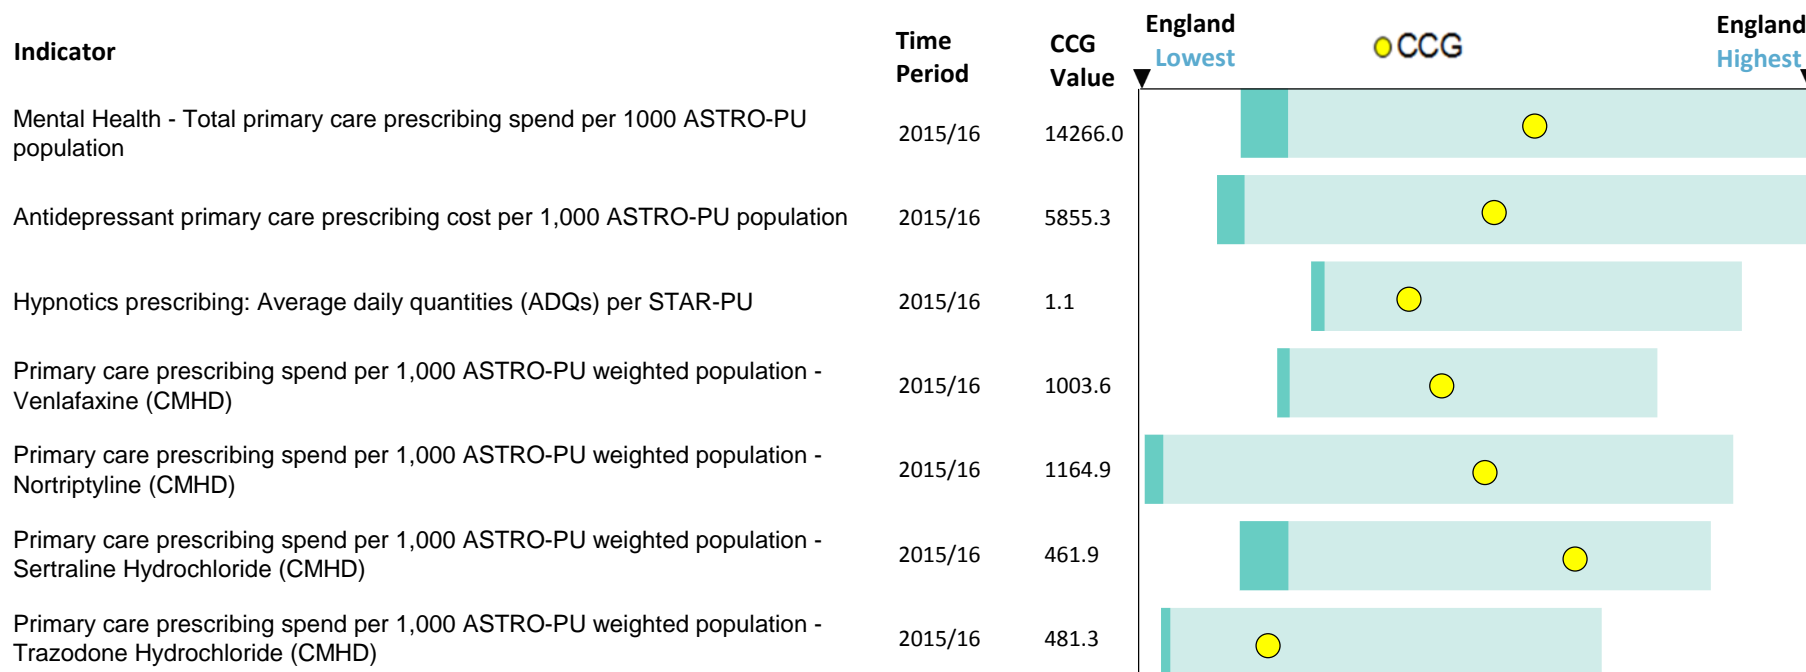 Indicator
Time
Period
CCG
Value
England
Lowest
CCG
England
Highest
Mental Health - Total primary care prescribing spend per 1000 ASTRO-PU
population
2015/16
14266.0
Antidepressant primary care prescribing cost per 1,000 ASTRO-PU population
2015/16
5855.3
Hypnotics prescribing: Average daily quantities (ADQs) per STAR-PU
2015/16
1.1
Primary care prescribing spend per 1,000 ASTRO-PU weighted population -
Venlafaxine (CMHD)
2015/16
1003.6
Primary care prescribing spend per 1,000 ASTRO-PU weighted population -
Nortriptyline (CMHD)
2015/16
1164.9
Primary care prescribing spend per 1,000 ASTRO-PU weighted population -
Sertraline Hydrochloride (CMHD)
2015/16
461.9
Primary care prescribing spend per 1,000 ASTRO-PU weighted population -
Trazodone Hydrochloride (CMHD)
2015/16
481.3